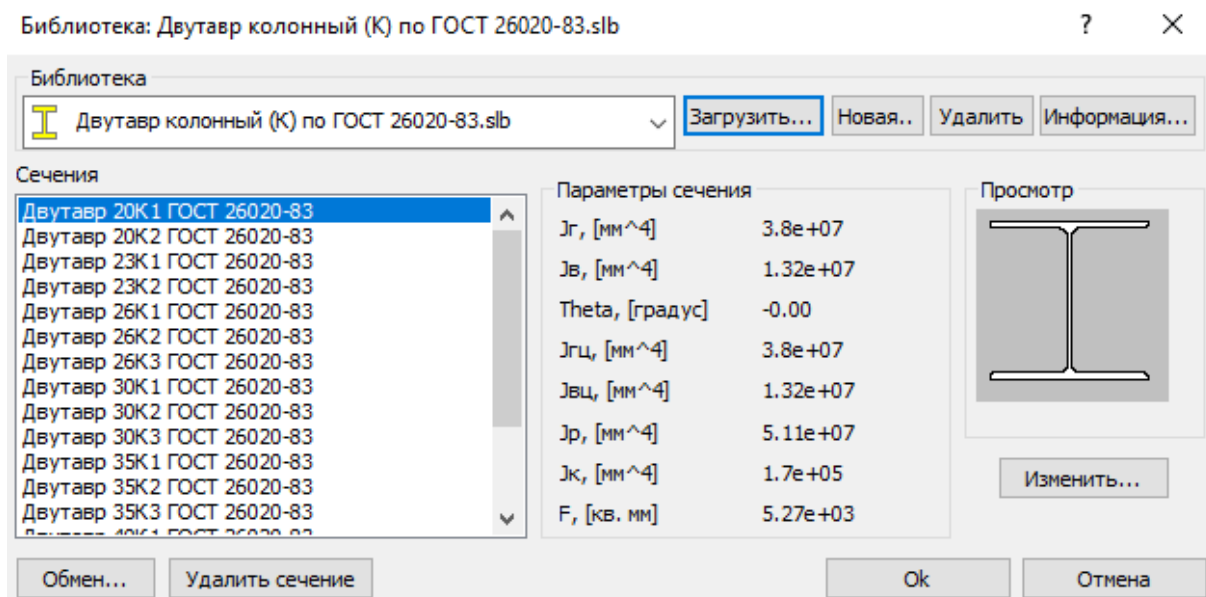 Библиотека: Двутавр колонный (К) по ГОСТ 26020-83.slb
?
Библиотека
Двутавр колонный (К) по ГОСТ 26020-83.slb
Загрузить...
Новая..
Удалить
Информация...
Сечения
Двутавр 20К1 ГОСТ 26020-83
Двутавр 20К2 ГОСТ 26020-83
Двутавр 23К1 ГОСТ 26020-83
Двутавр 23К2 ГОСТ 26020-83
Двутавр 26К1 ГОСТ 26020-83
Двутавр 26К2 ГОСТ 26020-83
Двутавр 26К3 ГОСТ 26020-83
Двутавр 30К1 ГОСТ 26020-83
Двутавр 30К2 ГОСТ 26020-83
Двутавр 30К3 ГОСТ 26020-83
Двутавр 35К1 ГОСТ 26020-83
Двутавр 35К2 ГОСТ 26020-83
Двутавр 35К3 ГОСТ 26020-83
Параметры сечения
Jг, [мм^4] 3.8e+07
Jв, [мм^4] 1.32e+07
Theta, [градус] -0.00
Jгц, [мм^4] 3.8e+07
Jвц, [мм^4] 1.32e+07
Jр, [мм^4] 5.11e+07
Jк, [мм^4] 1.7e+05
F, [кв. мм] 5.27e+03
Просмотр
Изменить...
Обмен...
Удалить сечение
Ok
Отмена